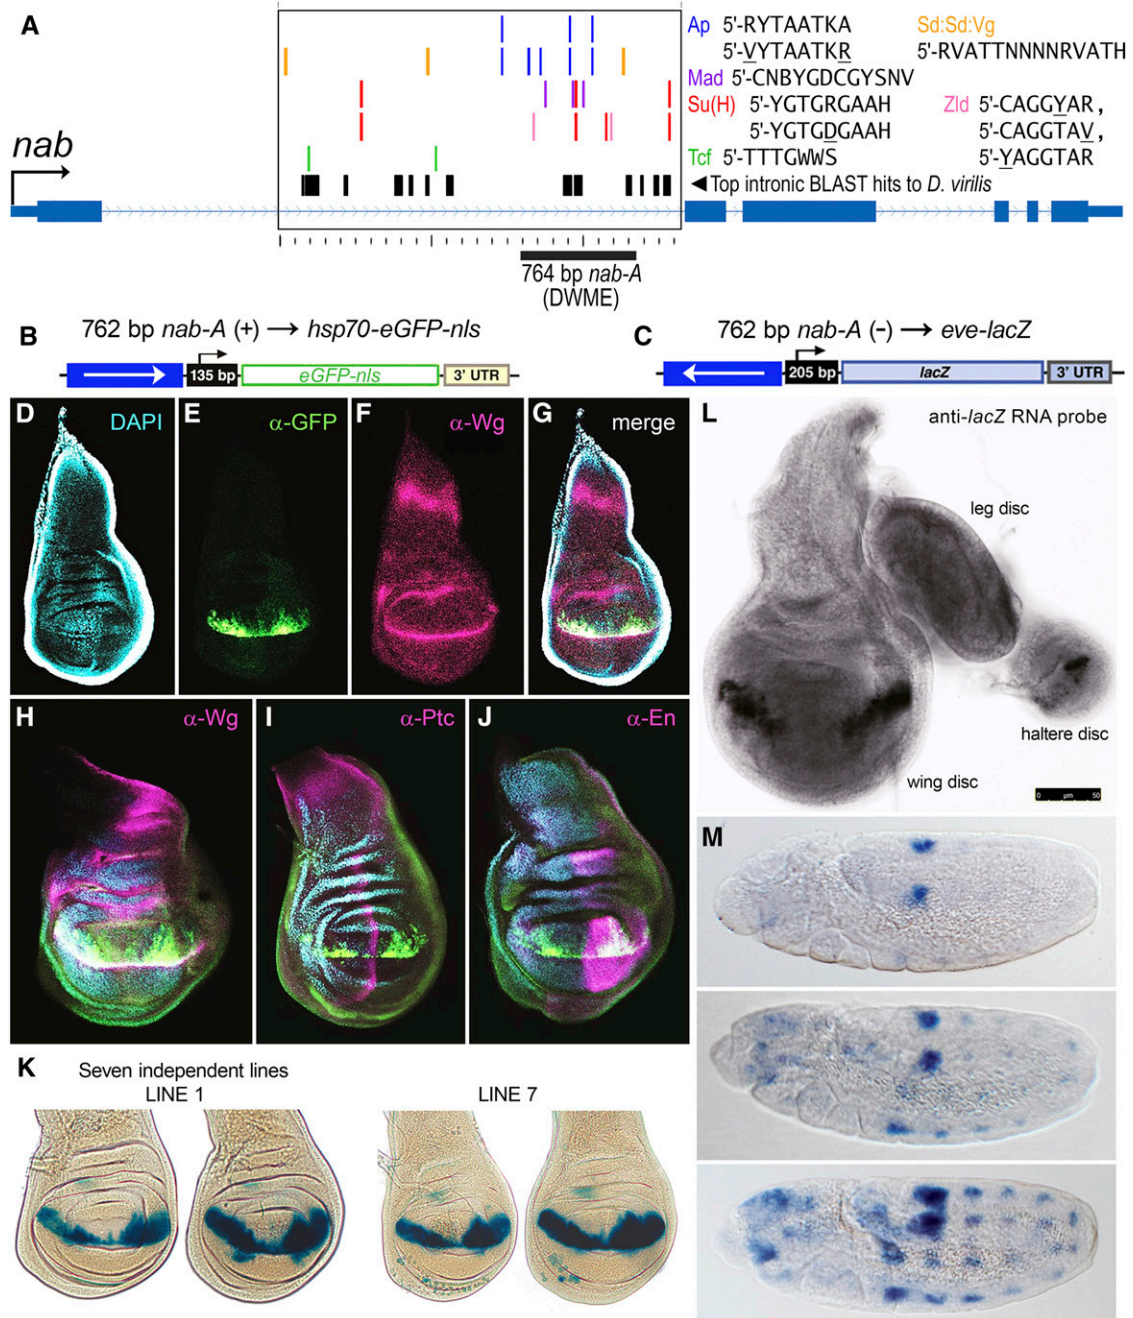 A
Ap 5'-RYTAATKA
5'-VYTAATKR
Sd:Sd:Vg
5'-RVATTNNNNRVATH
Mad 5'-CNBYGDCGYSNV
Su(H) 5'-YGTGRGAAH
5'-YGTGDGAAH
Zld 5'-CAGGYAR,
5'-CAGGTAV,
5'-YAGGTAR
Tcf 5'-TTTGWWS
◄Top intronic BLAST hits to D. virilis
nab
764 bp nab-A
(DWME)
B 762 bp nab-A (+) → hsp70-eGFP-nls
135 bp eGFP-nls 3' UTR
C 762 bp nab-A (–) → eve-lacZ
205 bp lacZ 3' UTR
D DAPI
E α-GFP
F α-Wg
G merge
H α-Wg
I α-Ptc
J α-En
K Seven independent lines
LINE 1 LINE 7
L anti-lacZ RNA probe
leg disc
haltere disc
wing disc
0 µm 50
M